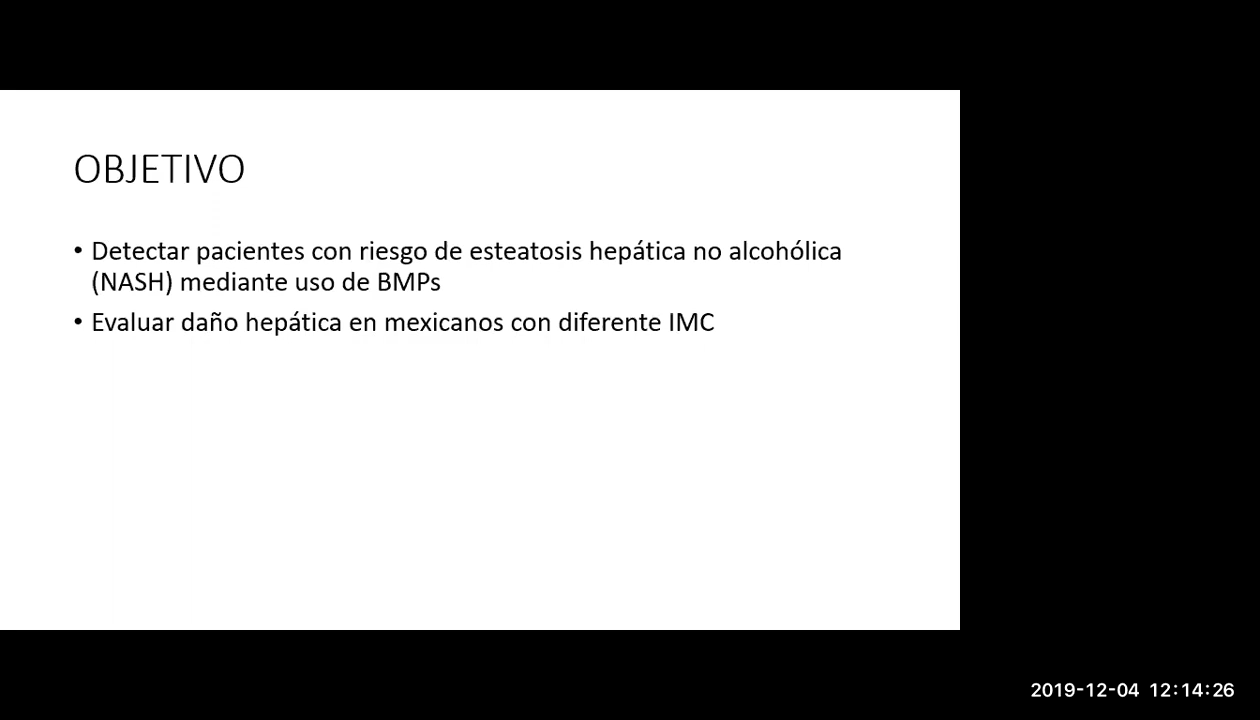 OBJETIVO
• Detectar pacientes con riesgo de esteatosis hepática no alcohólica
(NASH) mediante uso de BMPs
• Evaluar daño hepática en mexicanos con diferente IMC
2019-12-04 12:14:26